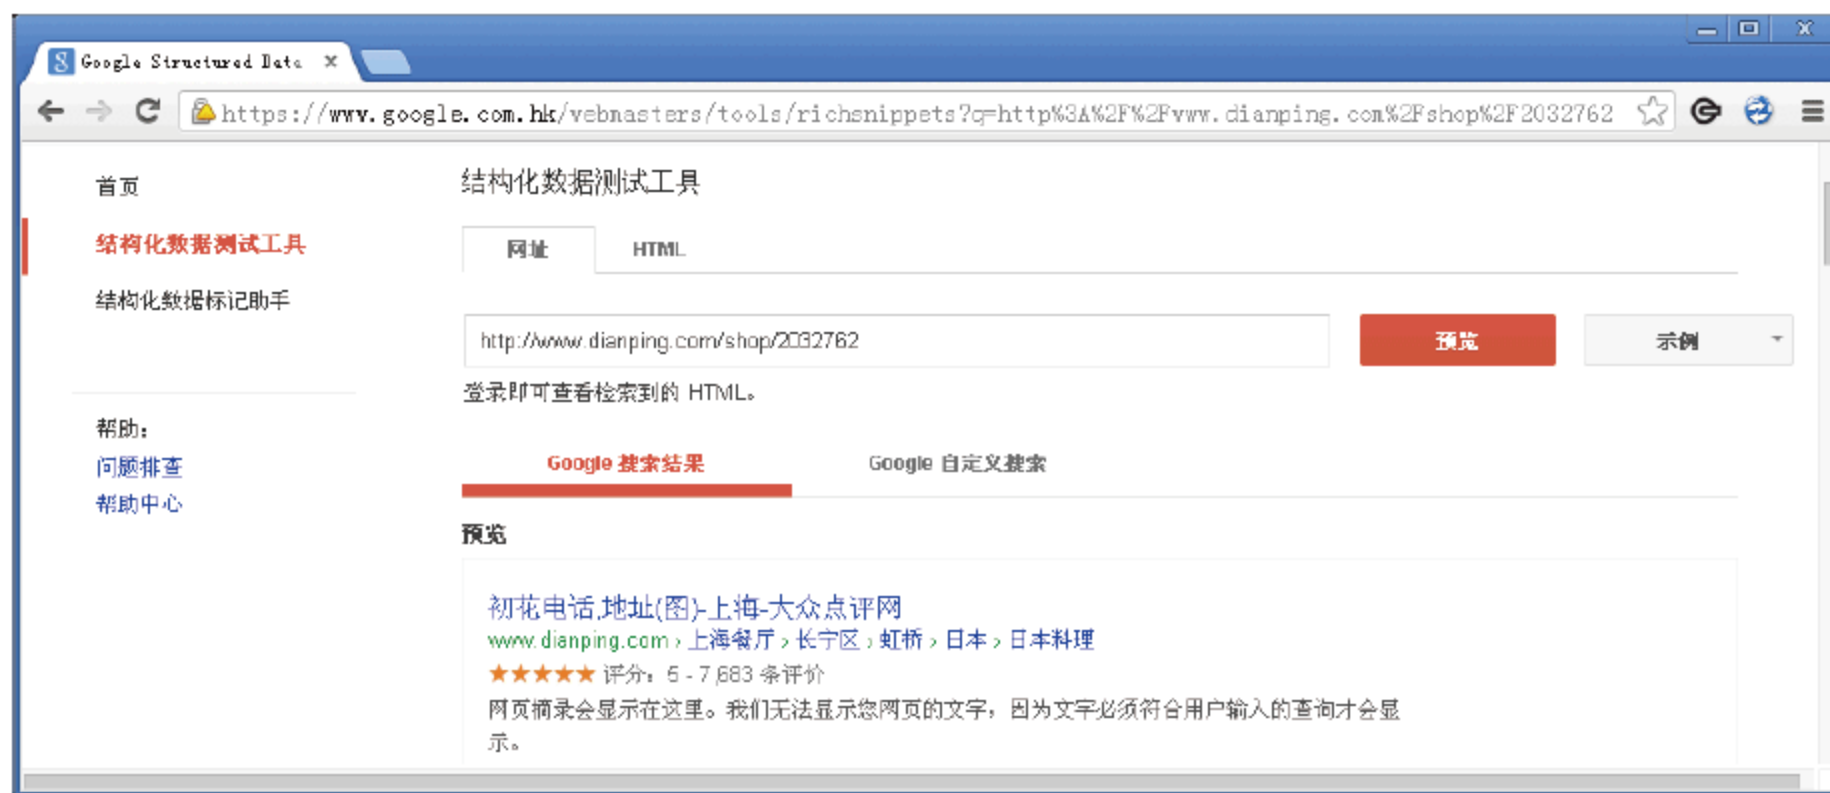 Google Structured Data
https://www.google.com.hk/webmasters/tools/richsnippets?q=http%3A%2F%2Fwww.dianping.com%2Fshop%2F2032762
首页
结构化数据测试工具
结构化数据标记助手
帮助：
问题排查
帮助中心
结构化数据测试工具
网址 HTML
http://www.dianping.com/shop/2032762 预览 示例
登录即可查看检索到的 HTML。
Google 搜索结果 Google 自定义搜索
预览
初花电话,地址(图)-上海-大众点评网
www.dianping.com › 上海餐厅 › 长宁区 › 虹桥 › 日本 › 日本料理
★★★★★ 评分：5 - 7,683 条评价
网页摘录会显示在这里。我们无法显示您网页的文字，因为文字必须符合用户输入的查询才会显
示。